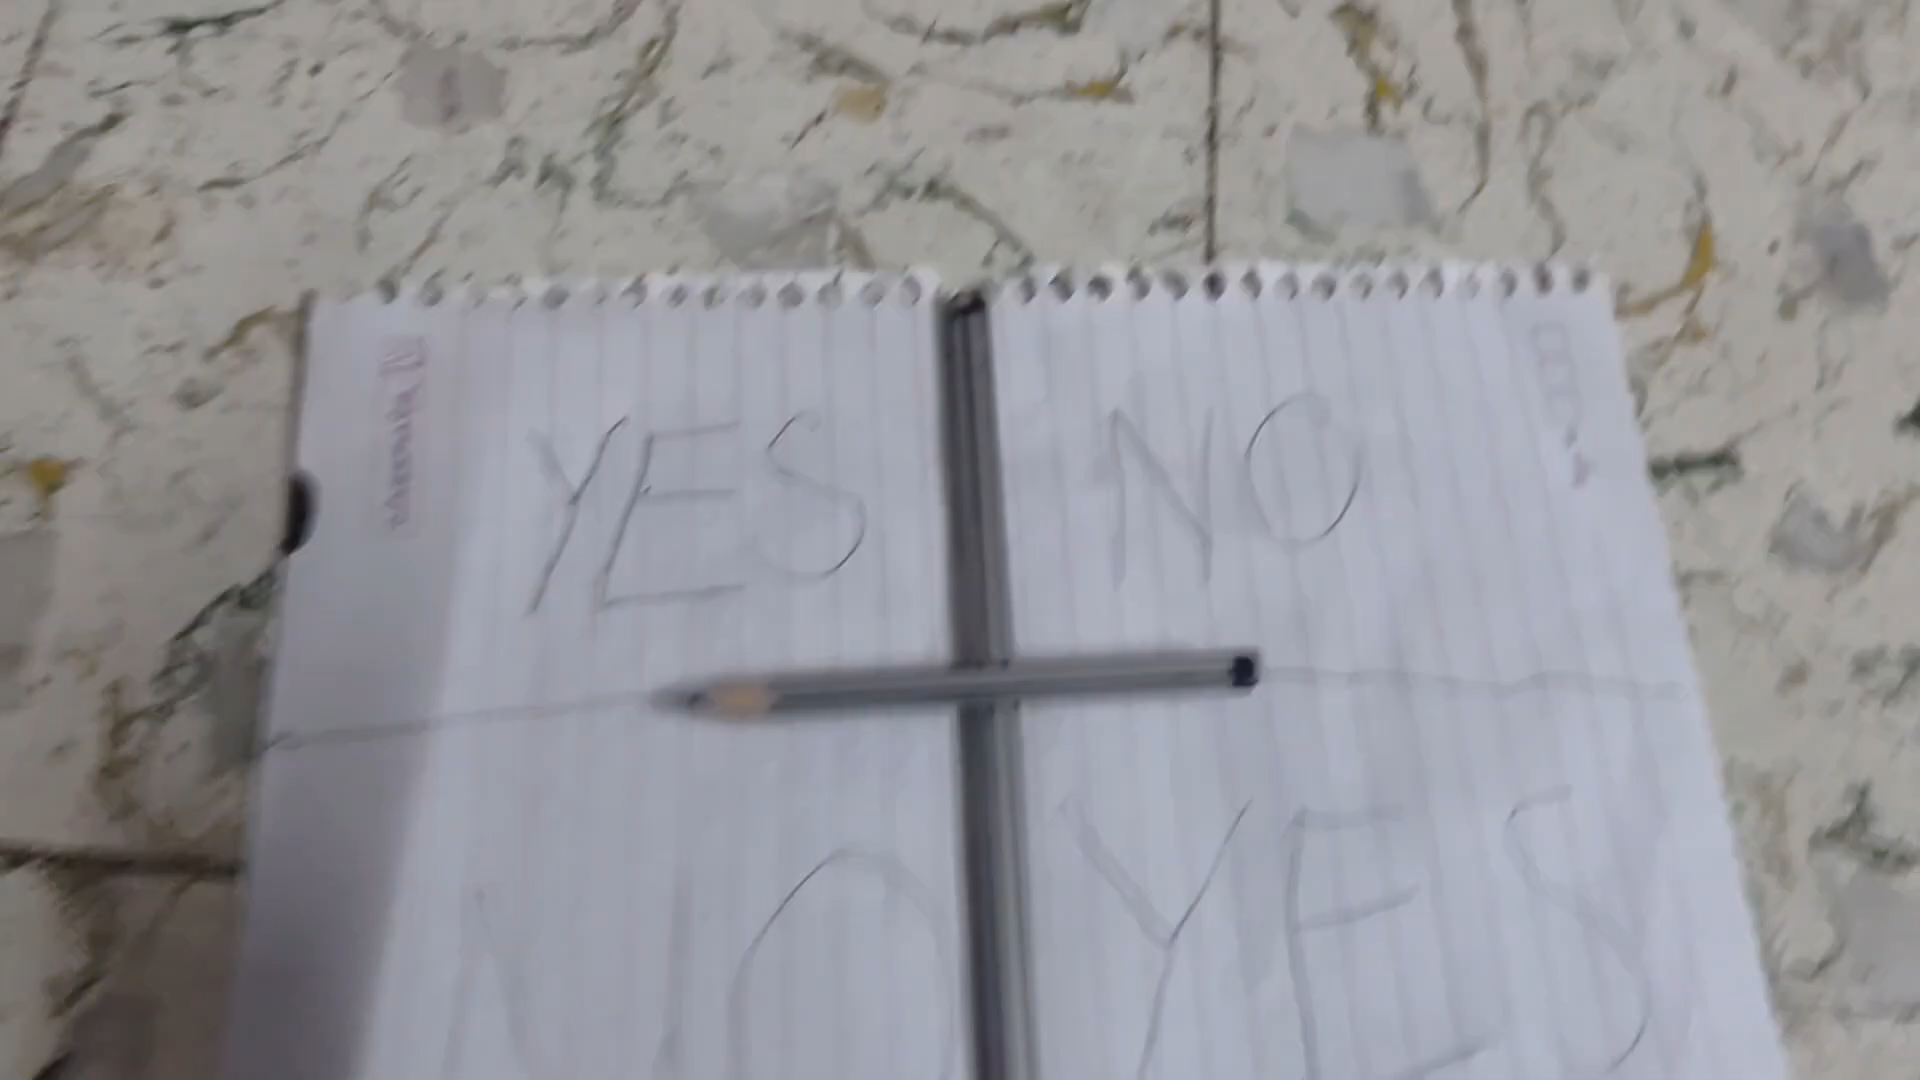 YES NO
NO YES